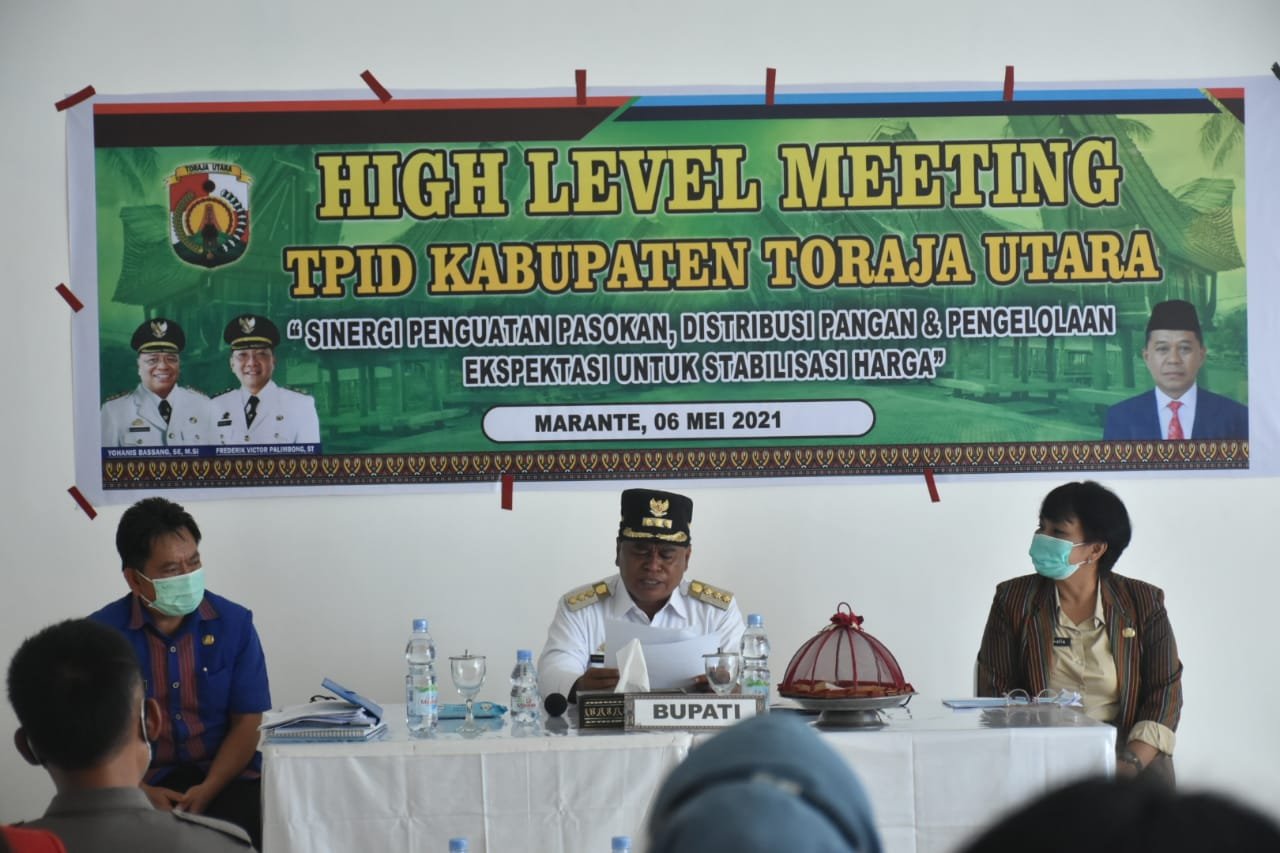 TORAJA UTARA
HIGH LEVEL MEETING
TPID KABUPATEN TORAJA UTARA
“ SINERGI PENGUATAN PASOKAN, DISTRIBUSI PANGAN & PENGELOLAAN
EKSPEKTASI UNTUK STABILISASI HARGA”
MARANTE, 06 MEI 2021
YOHANIS BASSANG, SE, M.Si
FREDERIK VICTOR PALIMBONG, ST
BUPATI